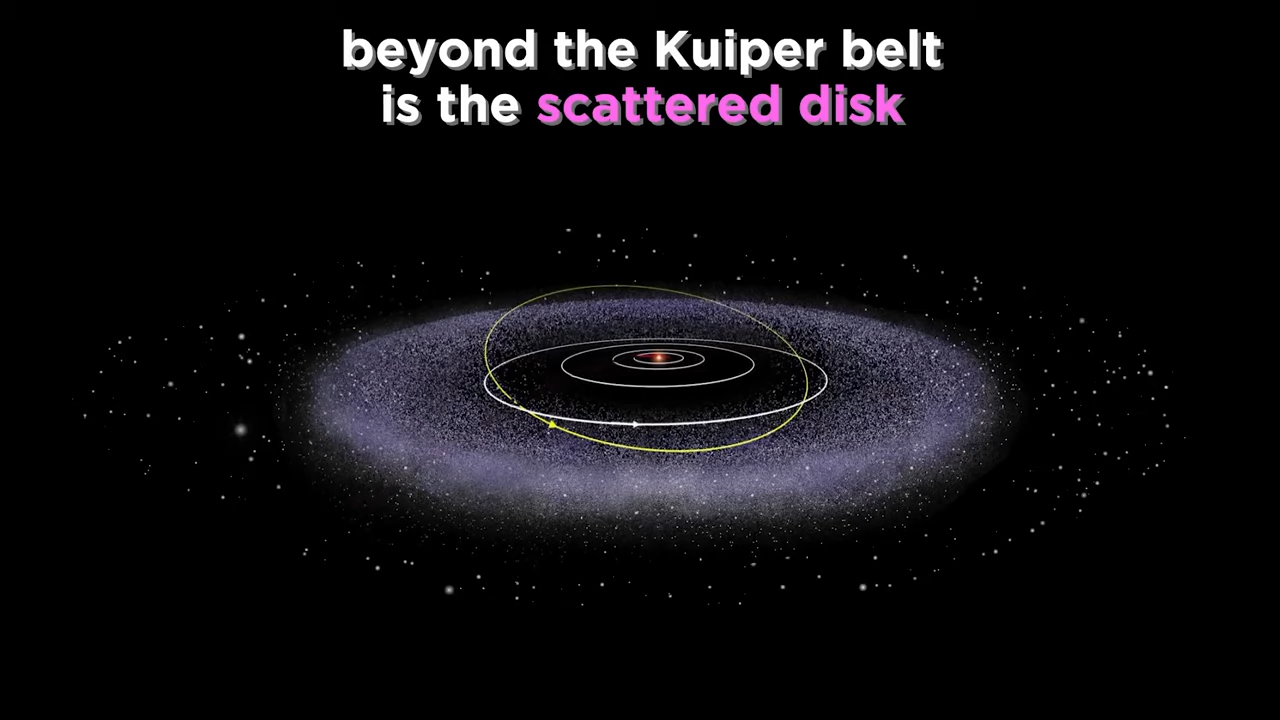 beyond the Kuiper belt
is the scattered disk